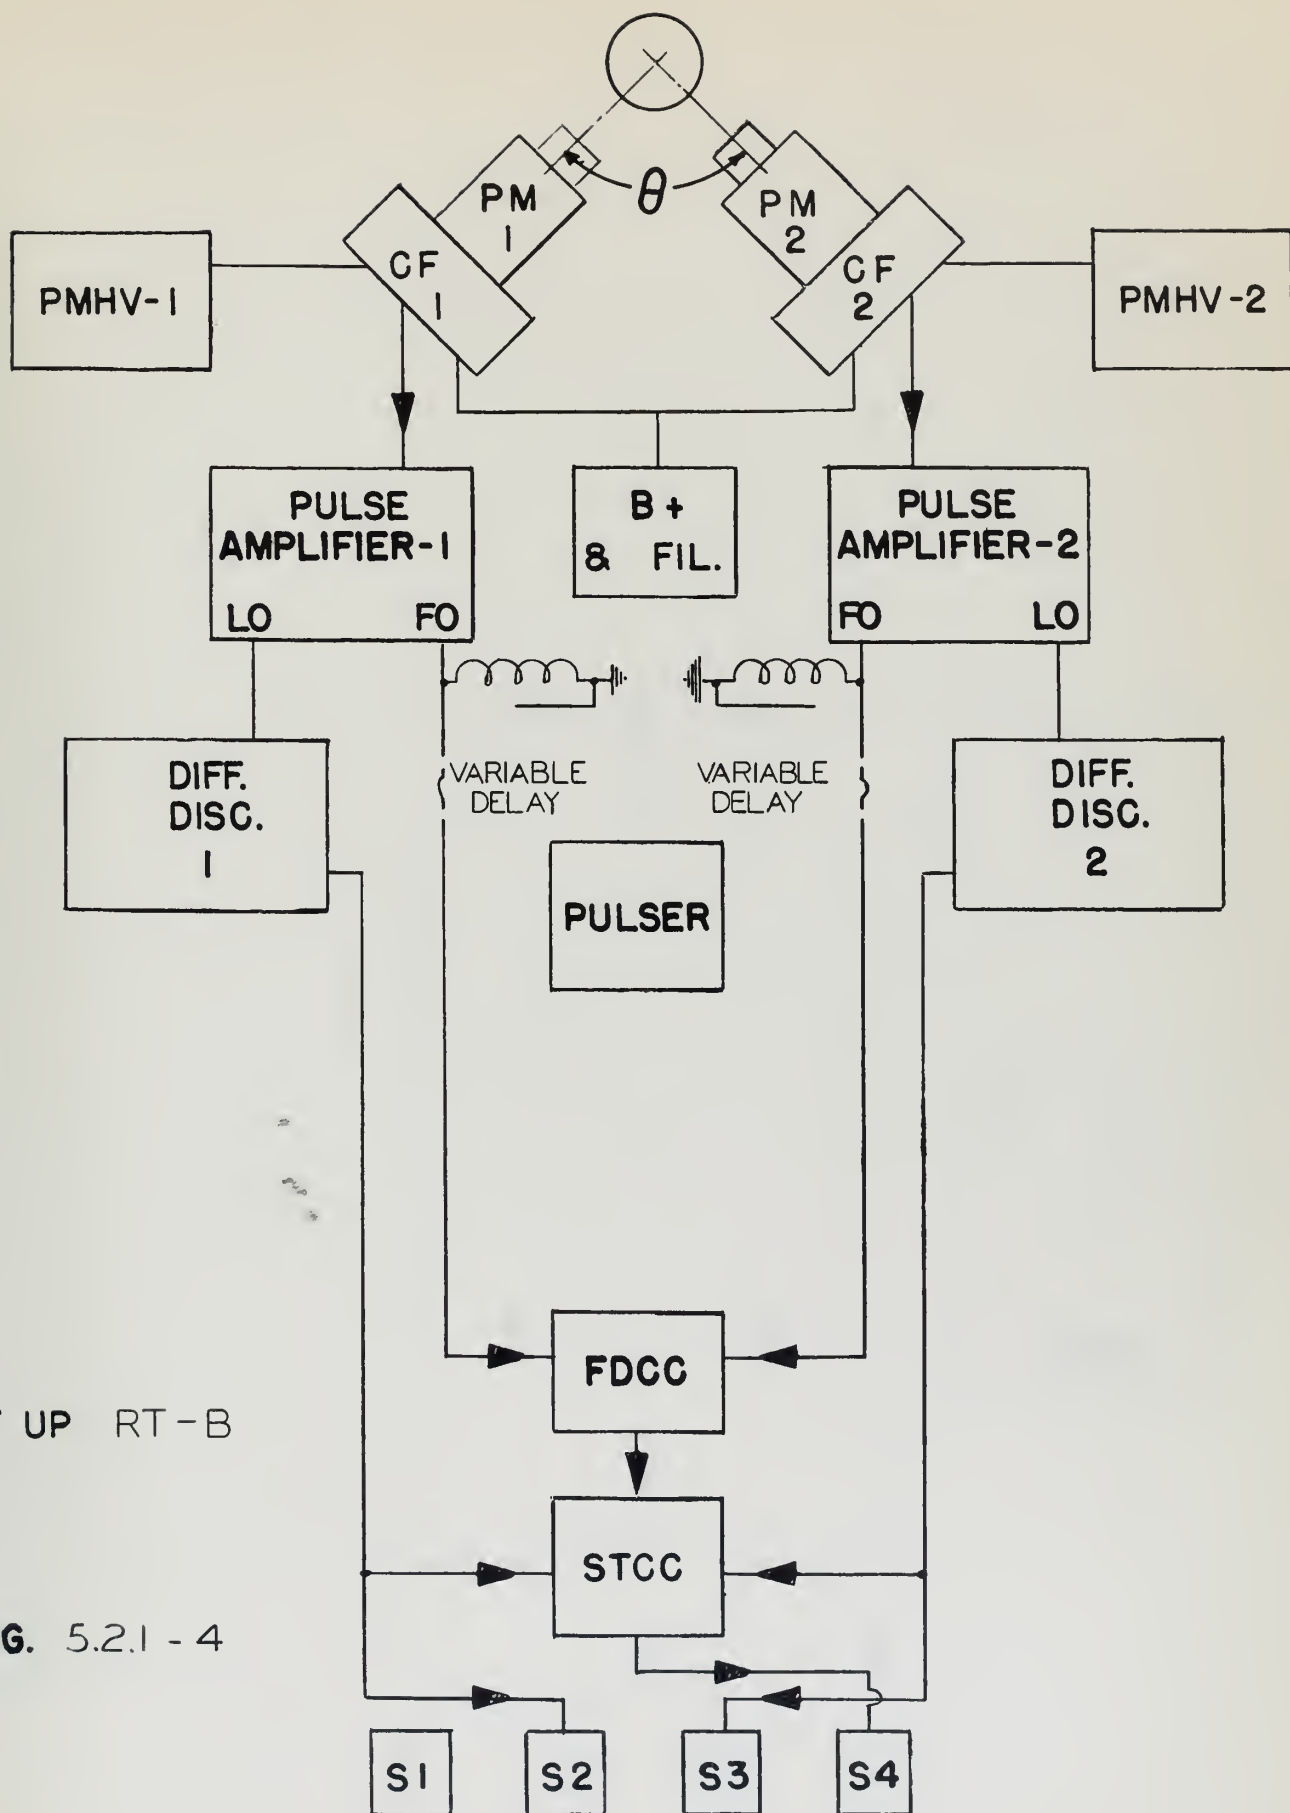 PM
1
θ
PM
2
CF
1
CF
2
PMHV-1
PMHV-2
PULSE
AMPLIFIER-1
LO FO
B+
& FIL.
PULSE
AMPLIFIER-2
FO LO
VARIABLE
DELAY
VARIABLE
DELAY
DIFF.
DISC.
1
DIFF.
DISC.
2
PULSER
FDCC
UP RT-B
STCC
G. 5.2.1-4
S1 S2 S3 S4